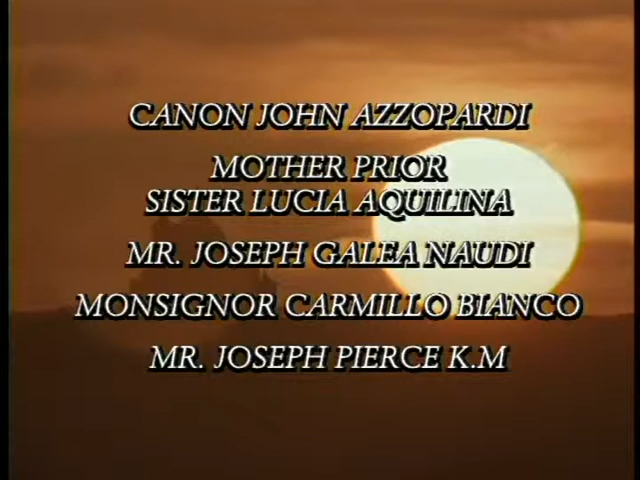 CANON JOHN AZZOPARDI
MOTHER PRIOR
SISTER LUCIA AQUILINA
MR. JOSEPH GALEA NAUDI
MONSIGNOR CARMILLO BIANCO
MR. JOSEPH PIERCE K.M